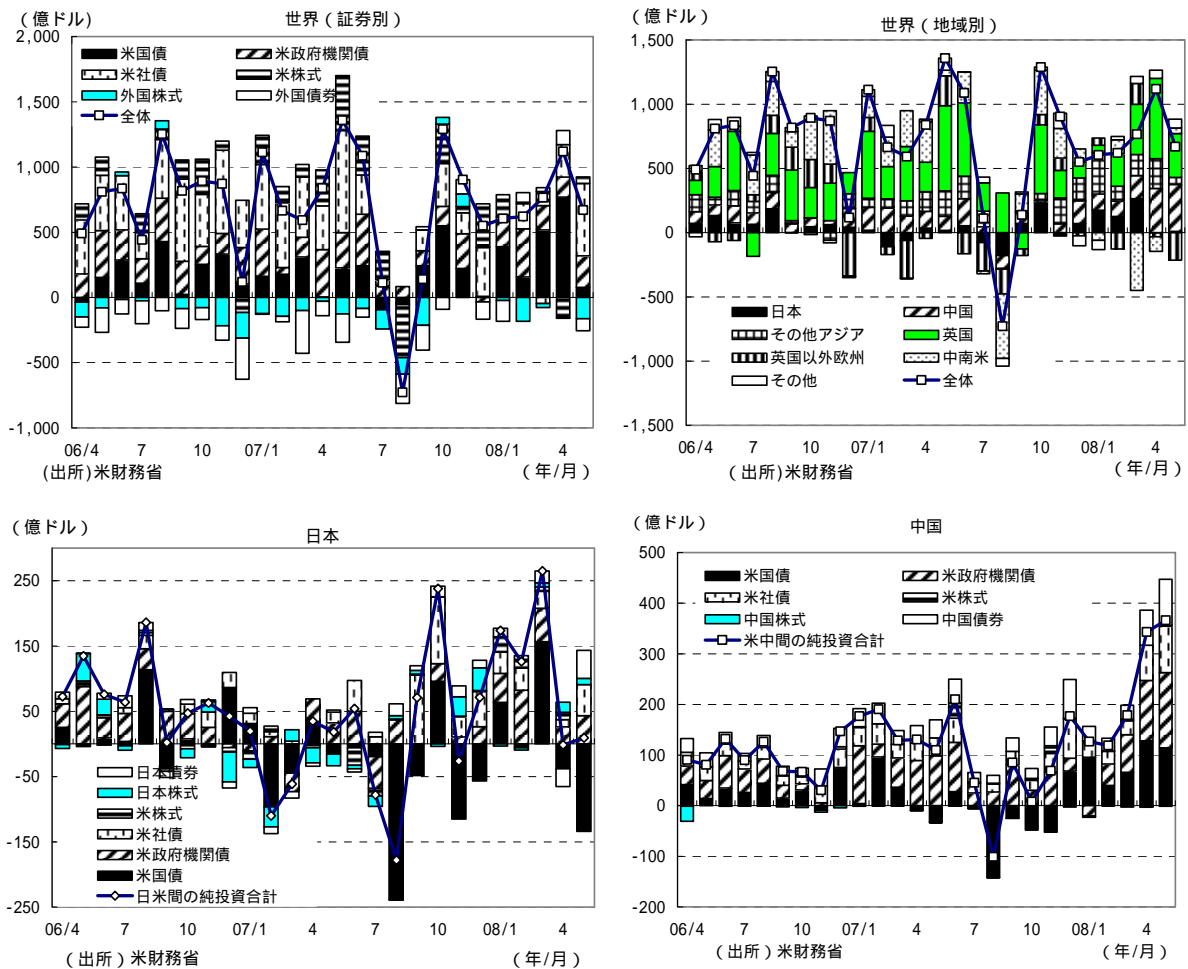 （億ドル）
世界（証券別）
2,000
1,500
1,000
500
0
-500
-1,000
米国債
米政府機関債
米社債
米株式
外国株式
外国債券
全体
06/4 7 10 07/1 4 7 10 08/1 4
(出所)米財務省
（年/月）
（億ドル）
世界（地域別）
1,500
1,000
500
0
-500
-1,000
-1,500
日本
中国
その他アジア
英国
英国以外欧州
中南米
その他
全体
06/4 7 10 07/1 4 7 10 08/1 4
（出所）米財務省
（年/月）
（億ドル）
日本
250
150
50
-50
-150
-250
日本債券
日本株式
米株式
米社債
米政府機関債
米国債
日米間の純投資合計
06/4 7 10 07/1 4 7 10 08/1 4
（出所）米財務省
（年/月）
（億ドル）
中国
500
400
300
200
100
0
-100
-200
米国債
米政府機関債
米社債
米株式
中国株式
中国債券
米中間の純投資合計
06/4 7 10 07/1 4 7 10 08/1 4
（出所）米財務省
（年/月）